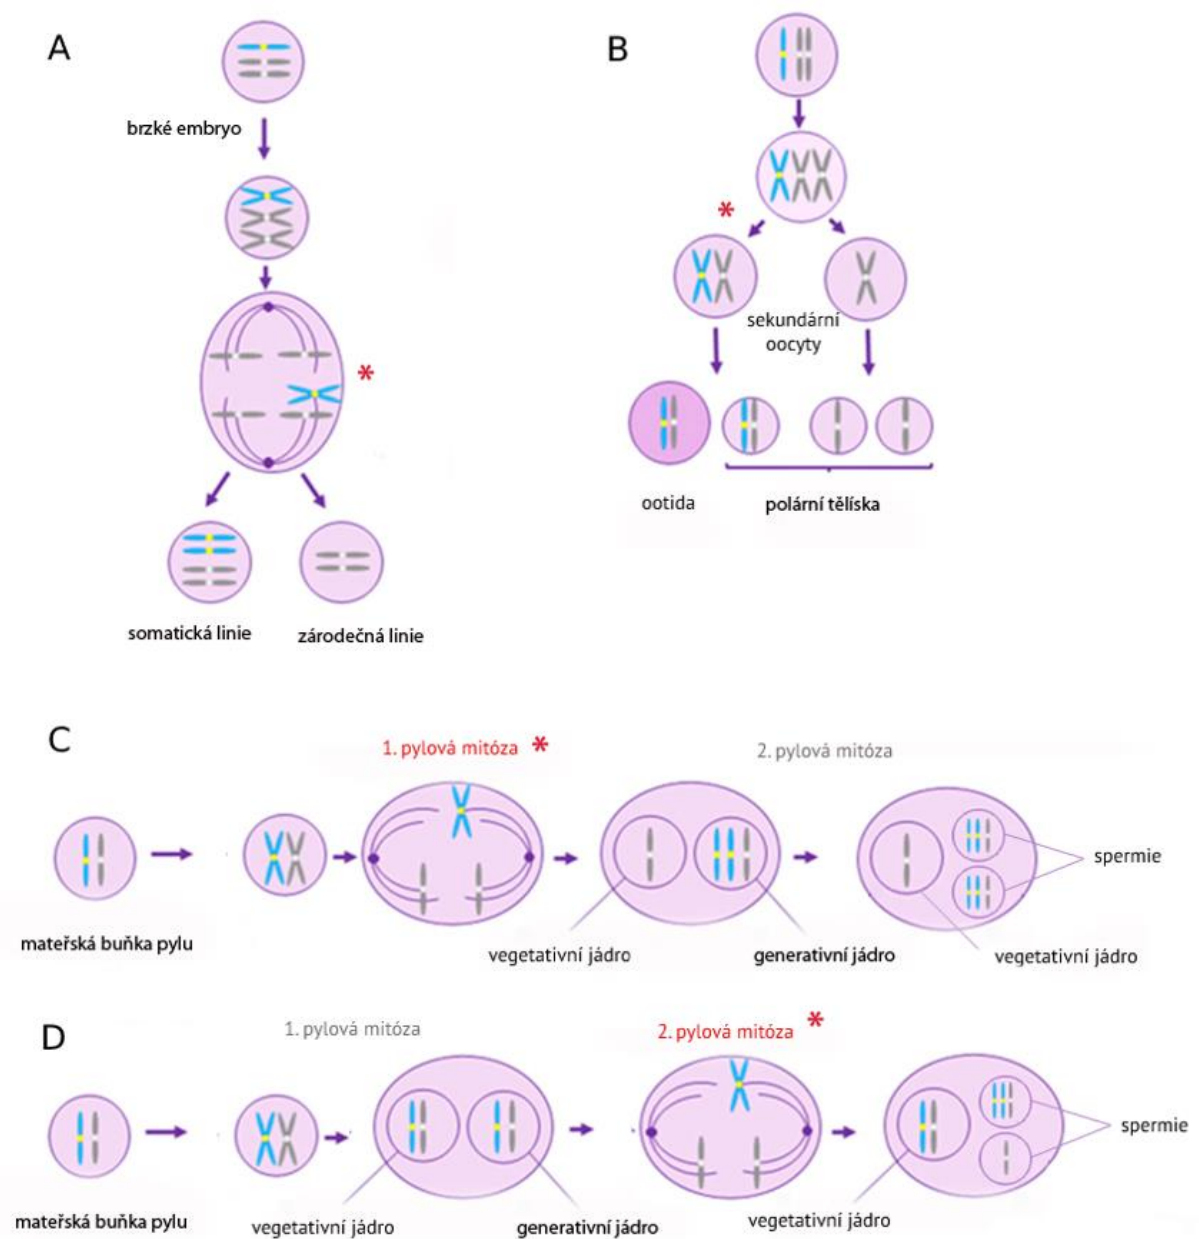 A
brzké embryo
*
somatická linie
zárodečná linie
B
*
sekundární
oocyty
ootida
polární tělíska
C
1. pylová mitóza *
2. pylová mitóza
spermie
mateřská buňka pylu
vegetativní jádro
generativní jádro
vegetativní jádro
D
1. pylová mitóza
2. pylová mitóza *
spermie
mateřská buňka pylu
vegetativní jádro
generativní jádro
vegetativní jádro